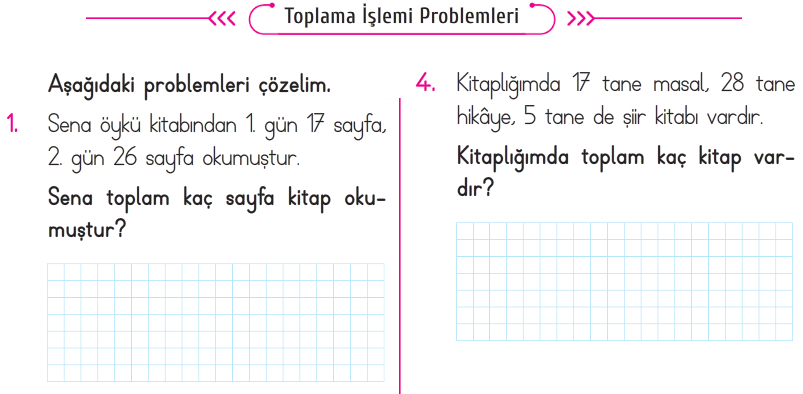 Toplama İşlemi Problemleri
Aşağıdaki problemleri çözelim.
1. Sena öykü kitabından 1. gün 17 sayfa,
2. gün 26 sayfa okumuştur.
Sena toplam kaç sayfa kitap oku-
muştur?
4. Kitaplığımda 17 tane masal, 28 tane
hikâye, 5 tane de şiir kitabı vardır.
Kitaplığımda toplam kaç kitap var-
dır?